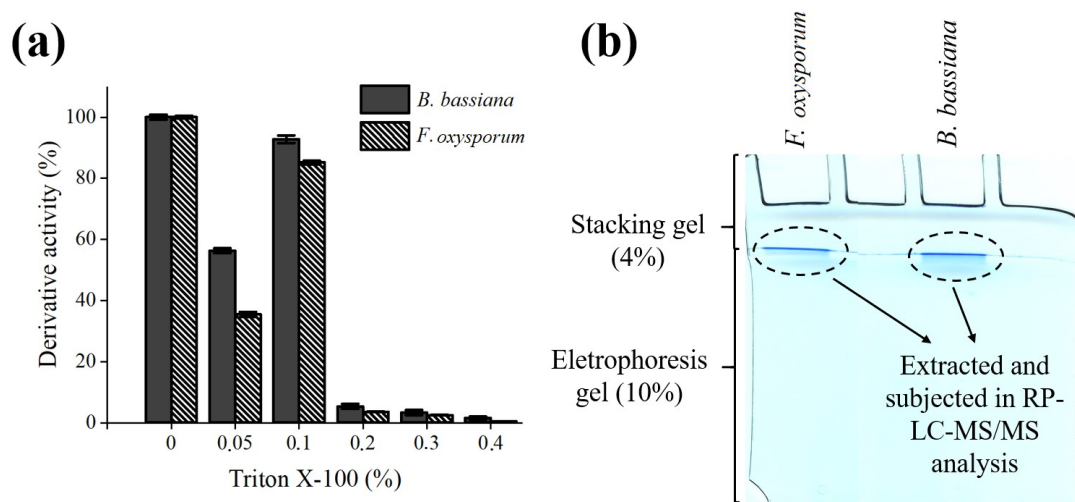 (a)
Derivative activity (%)
100
80
60
40
20
0
0
0.05
0.1
0.2
0.3
0.4
Triton X-100 (%)
B. bassiana
F. oxysporum
(b)
F. oxysporum
B. bassiana
Stacking gel
(4%)
Eletrophoresis
gel (10%)
Extracted and
subjected in RP-
LC-MS/MS
analysis